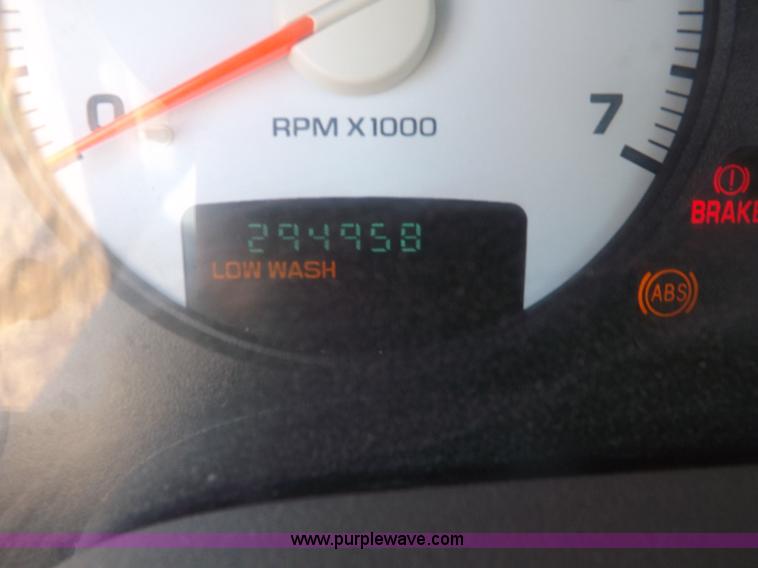 0
7
RPM X1000
294958
LOW WASH
BRAKE
ABS
www.purplewave.com